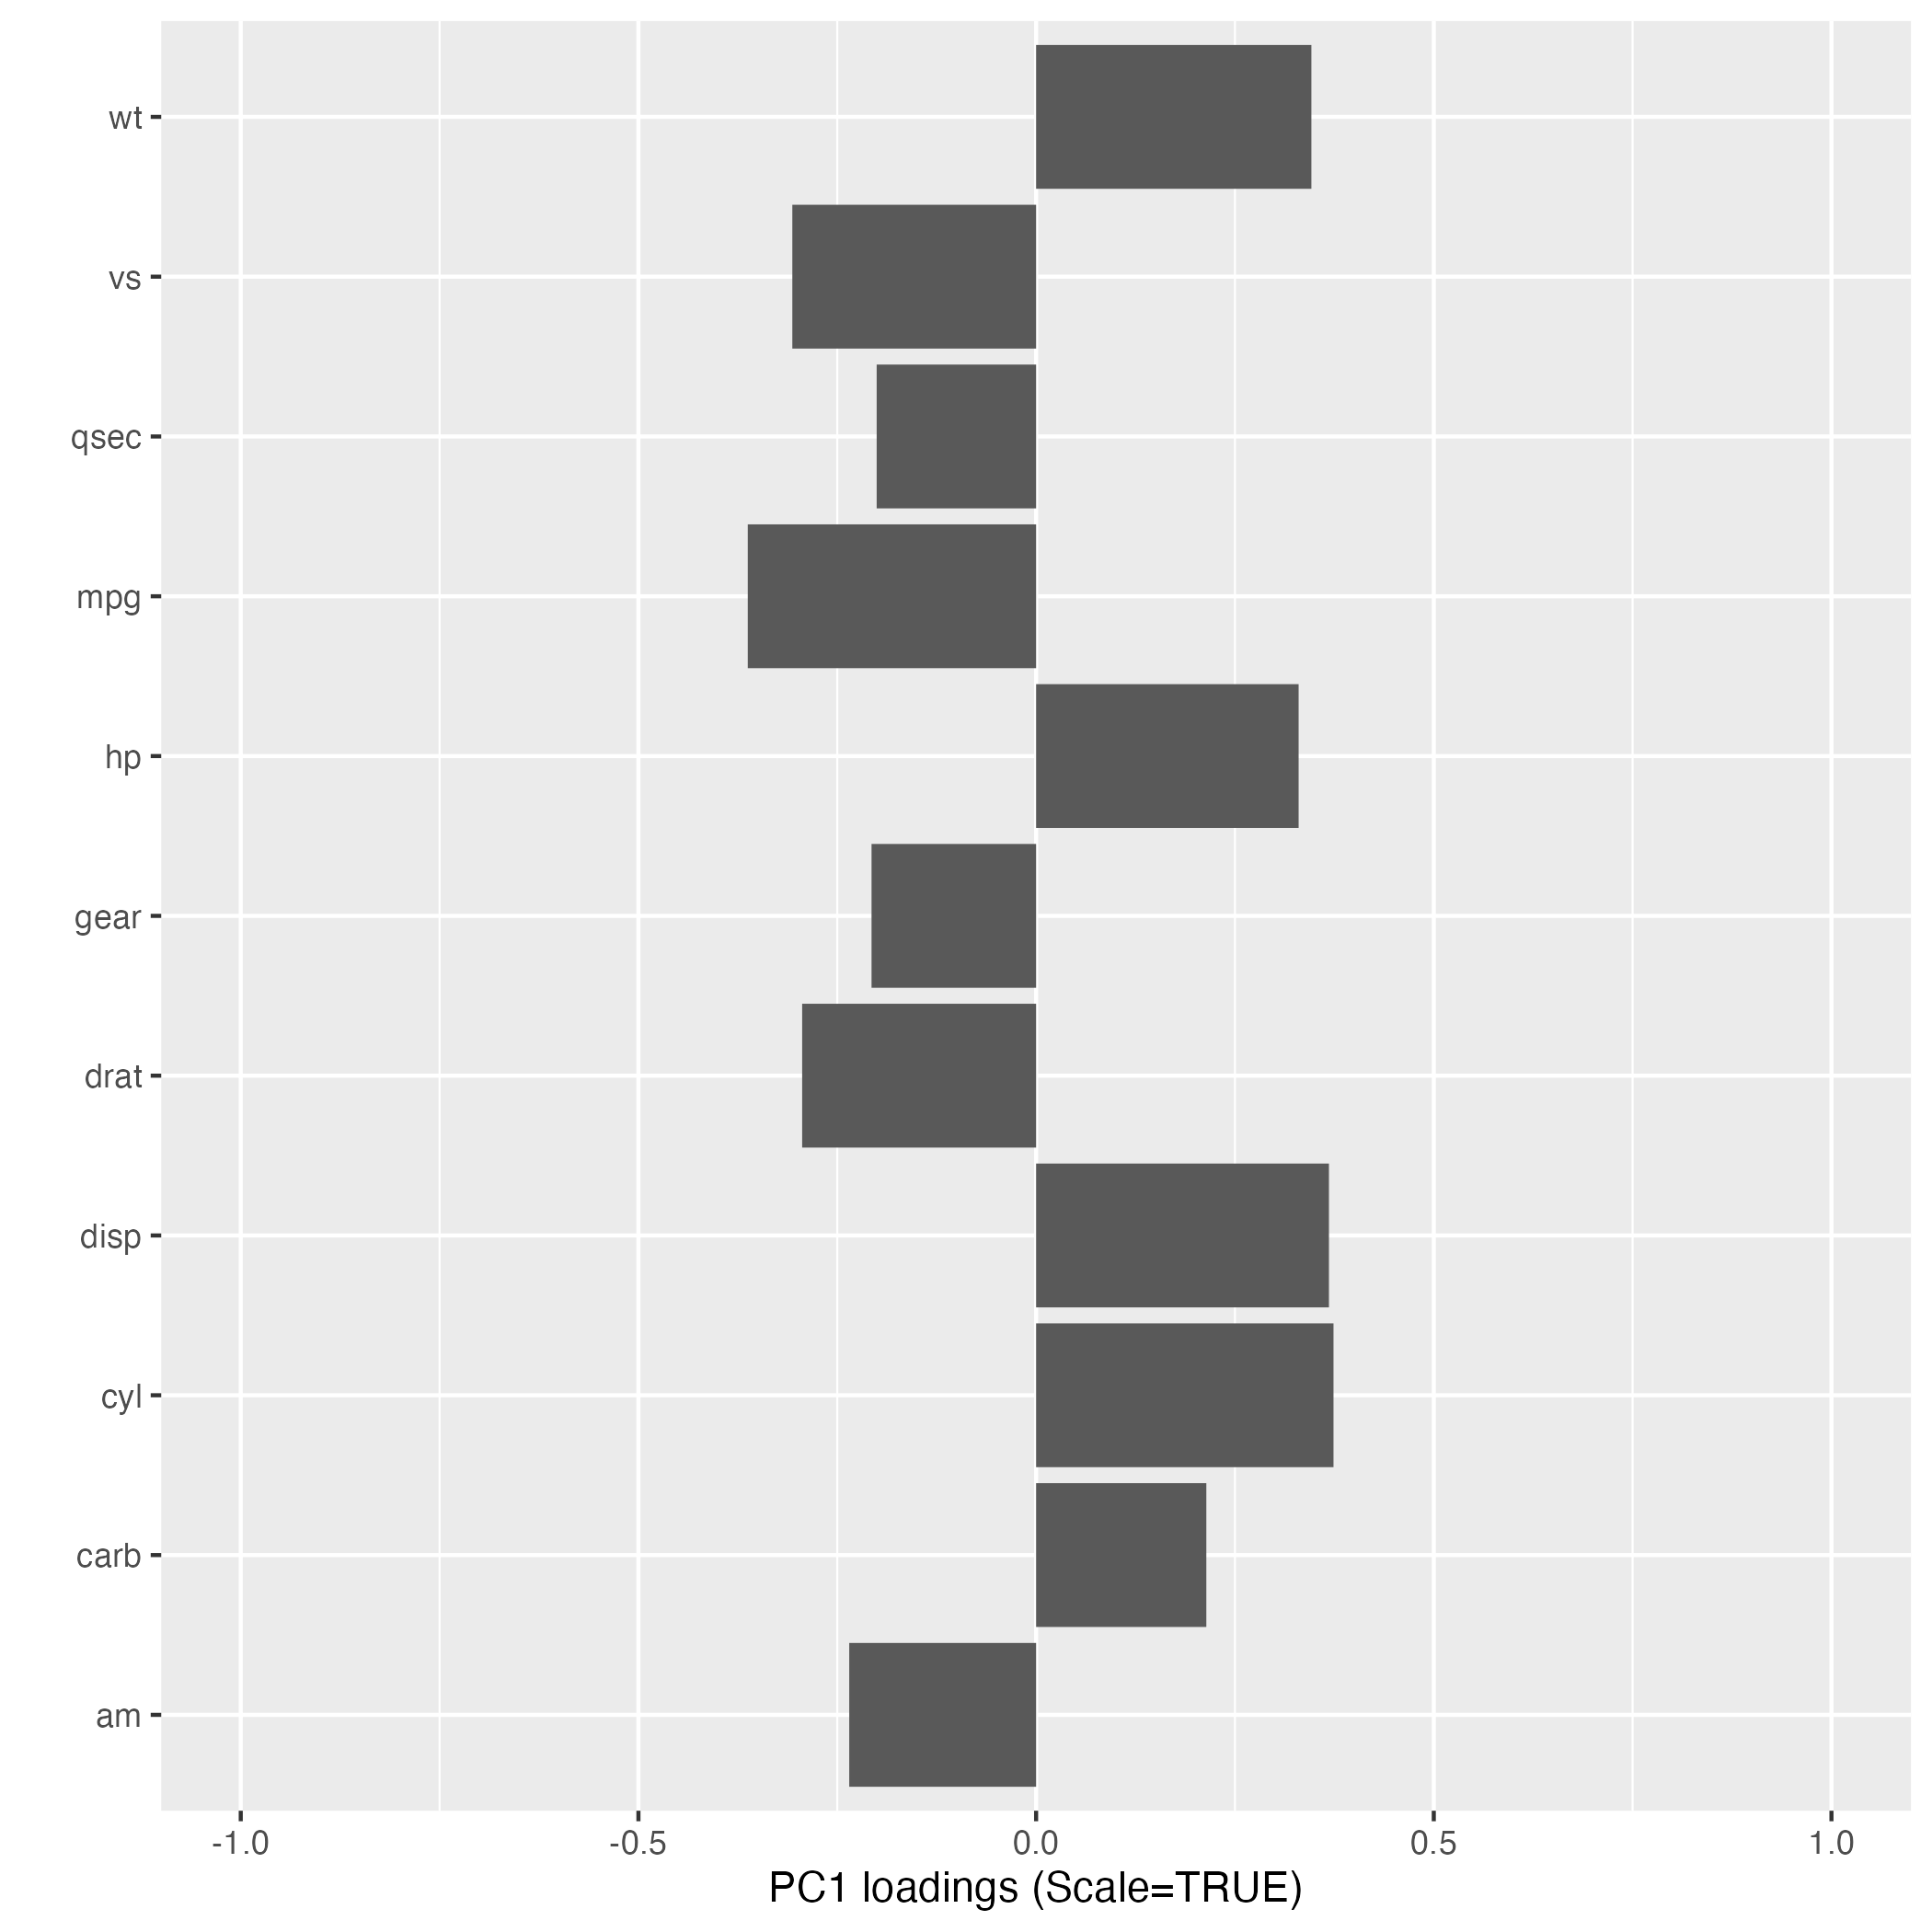 wt
vs
qsec
mpg
hp
gear
drat
disp
cyl
carb
am
-1.0 -0.5 0.0 0.5 1.0
PC1 loadings (Scale=TRUE)